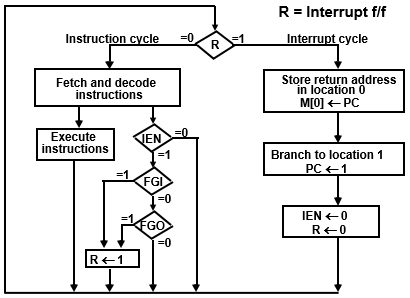 R = Interrupt f/f
Instruction cycle
=0
R
=1
Interrupt cycle
Fetch and decode
instructions
Store return address
in location 0
M[0] ← PC
Execute
instructions
IEN
=0
=1
Branch to location 1
PC ← 1
=1
FGI
=0
=1
FGO
=0
IEN ← 0
R ← 0
R ← 1